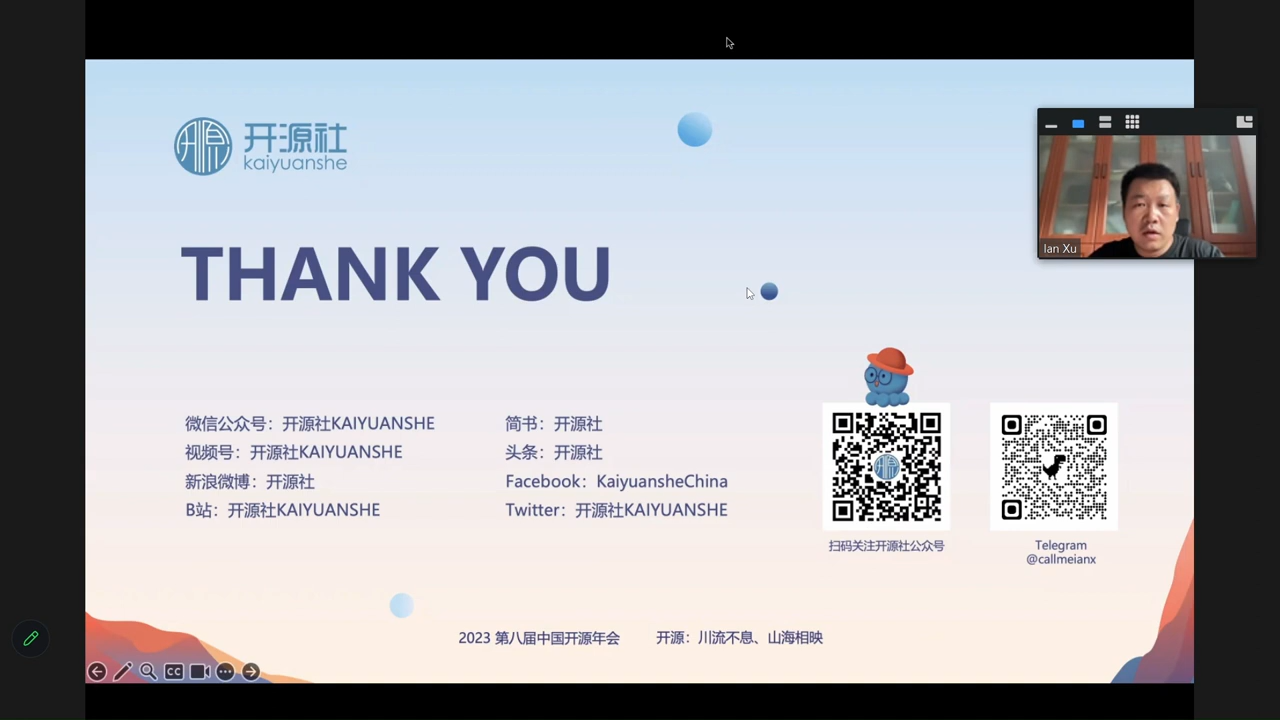 开源社
kaiyuanshe
THANK YOU
Ian Xu
微信公众号：开源社KAIYUANSHE
视频号：开源社KAIYUANSHE
新浪微博：开源社
B站：开源社KAIYUANSHE
简书：开源社
头条：开源社
Facebook：KaiyuansheChina
Twitter：开源社KAIYUANSHE
扫码关注开源社公众号
Telegram
@callmeianx
2023 第八届中国开源年会
开源：川流不息、山海相映
CC